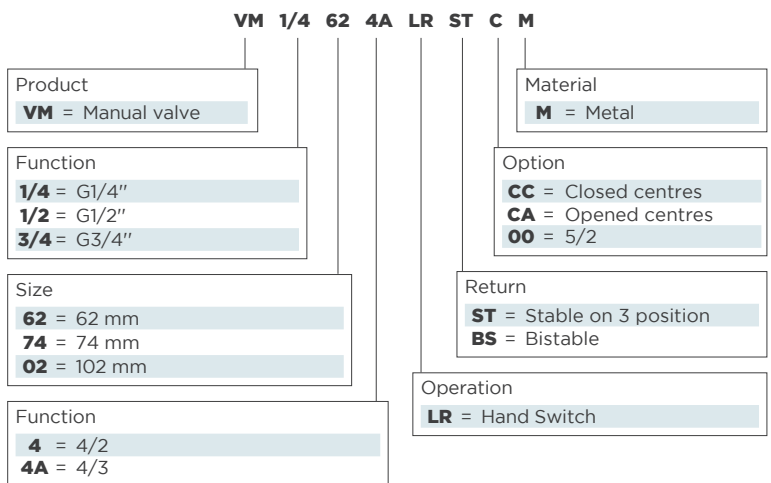 VM 1/4 62 4A LR ST C M
Product
VM = Manual valve
Function
1/4 = G1/4"
1/2 = G1/2"
3/4 = G3/4"
Size
62 = 62 mm
74 = 74 mm
02 = 102 mm
Function
4 = 4/2
4A = 4/3
Material
M = Metal
Option
CC = Closed centres
CA = Opened centres
00 = 5/2
Return
ST = Stable on 3 position
BS = Bistable
Operation
LR = Hand Switch